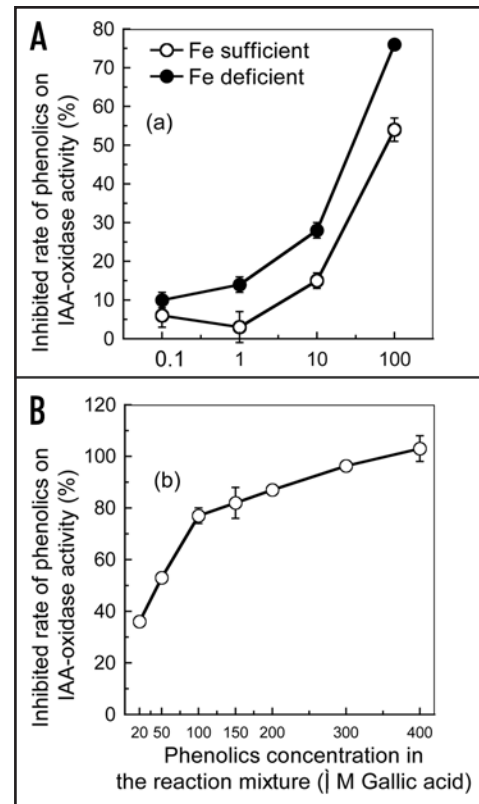 A
Fe sufficient
Fe deficient
(a)
Inhibited rate of phenolics on
IAA-oxidase activity (%)
80
70
60
50
40
30
20
10
0
0.1 1 10 100
B
(b)
Inhibited rate of phenolics on
IAA-oxidase activity (%)
120
100
80
60
40
20
0
20 50 100 150 200 300 400
Phenolics concentration in
the reaction mixture (̀| M Gallic acid)